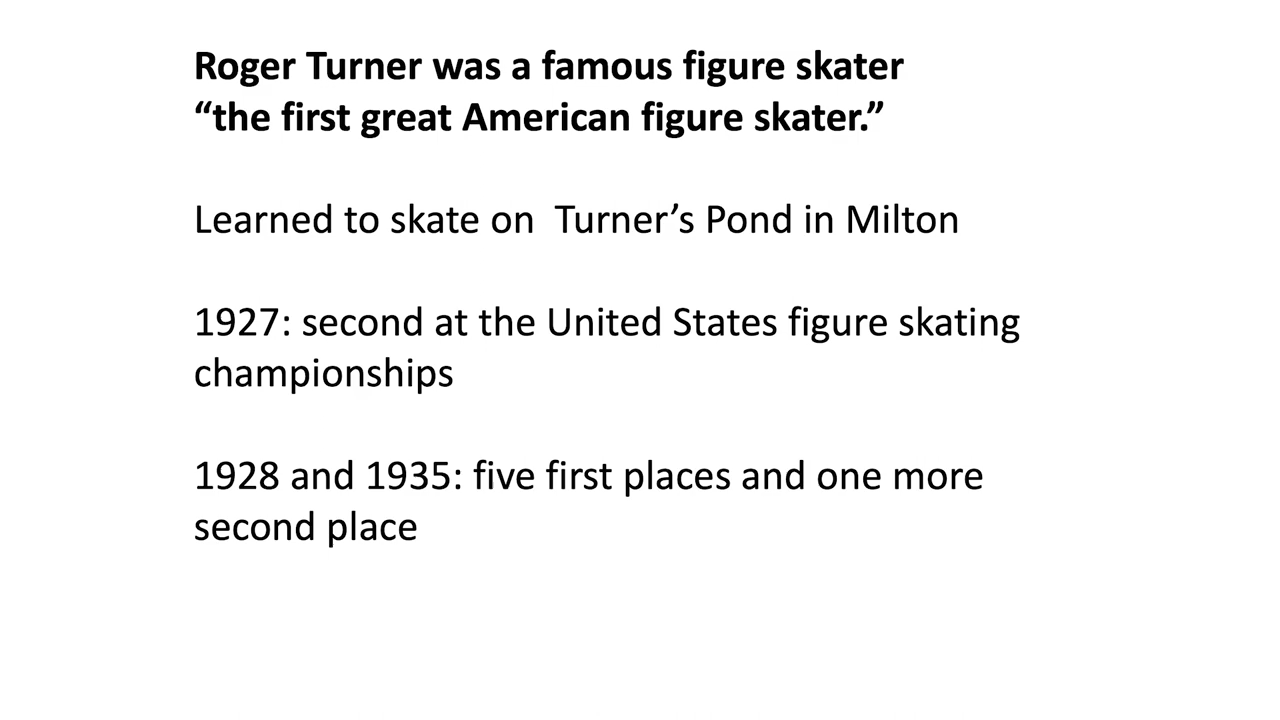 Roger Turner was a famous figure skater
“the first great American figure skater.”
Learned to skate on  Turner’s Pond in Milton
1927: second at the United States figure skating
championships
1928 and 1935: five first places and one more
second place